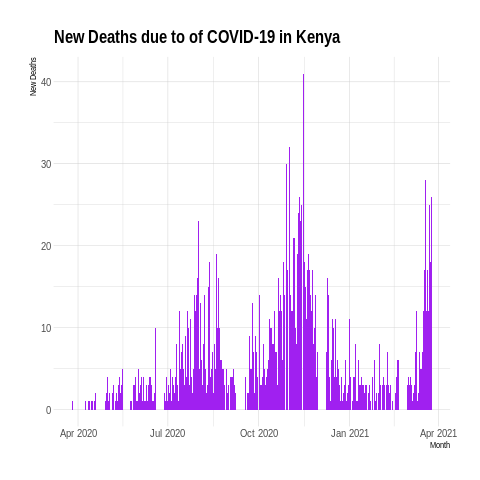 New Deaths due to of COVID-19 in Kenya
New Deaths
40
30
20
10
0
Apr 2020 Jul 2020 Oct 2020 Jan 2021 Apr 2021
Month